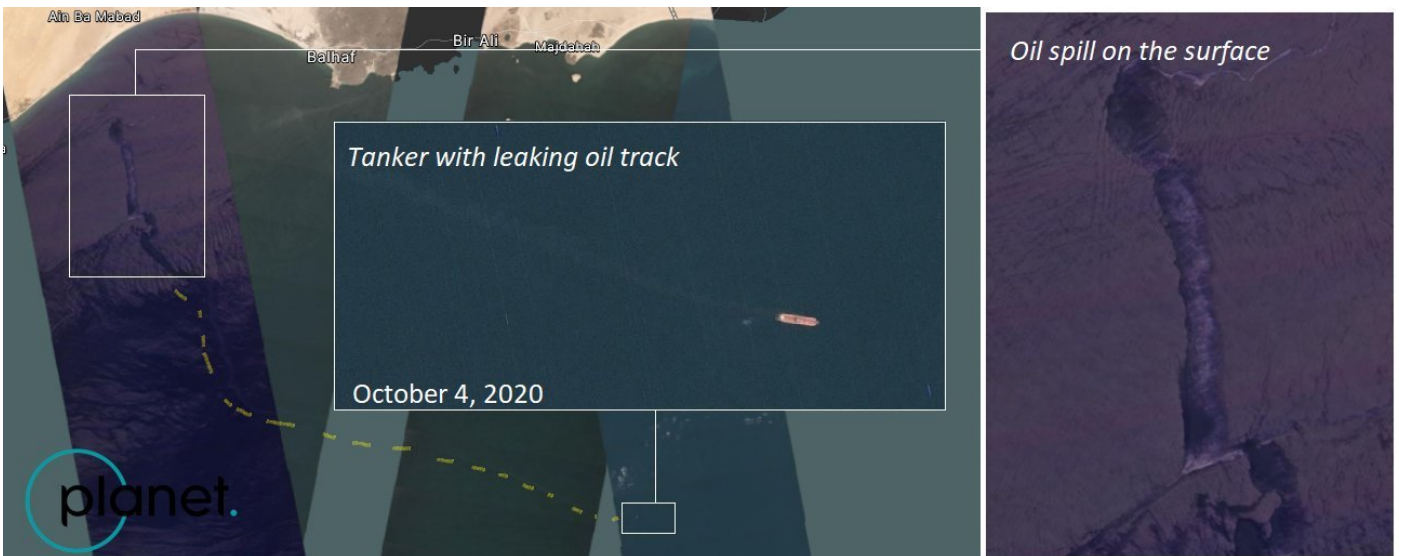 Ain Ba Mabad
Balhaf
Bir Ali
Majdahah
Oil spill on the surface
Tanker with leaking oil track
October 4, 2020
planet.